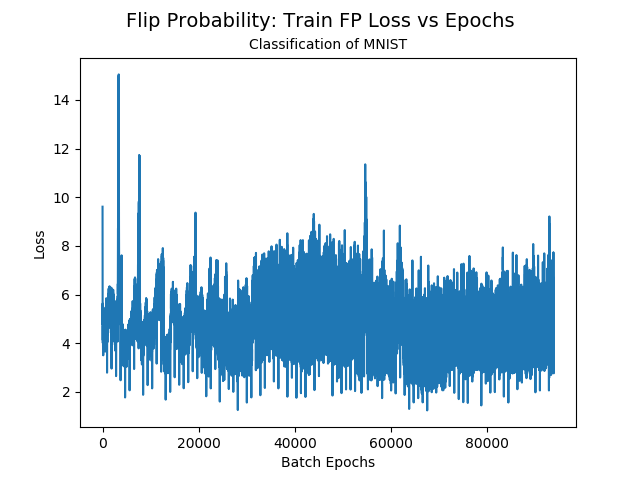 Flip Probability: Train FP Loss vs Epochs
Classification of MNIST
14
12
10
8
6
4
2
Loss
0 20000 40000 60000 80000
Batch Epochs